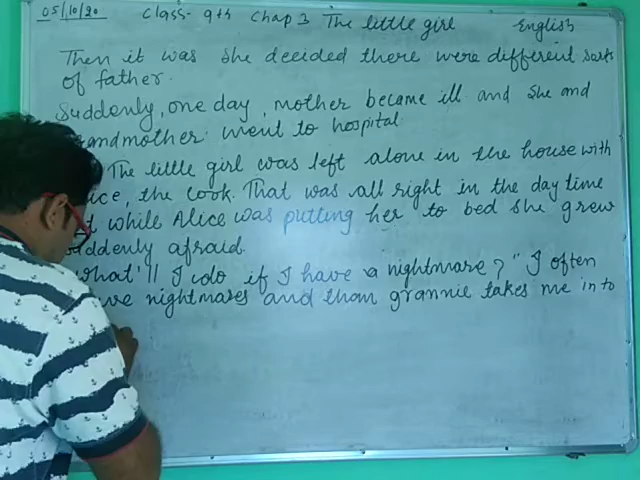 05/10/20 Class- 9th Chap 3 The little girl English
Then it was she decided there were different sorts
of father.
Suddenly, one day, mother became ill and she and
andmother went to hospital.
The little girl was left alone in the house with
ice, the cook. That was all right in the day time
t while Alice was putting her to bed she grew
uddenly afraid.
What'll I do if I have a nightmare?" I often
ve nightmares and than grannie takes me in to